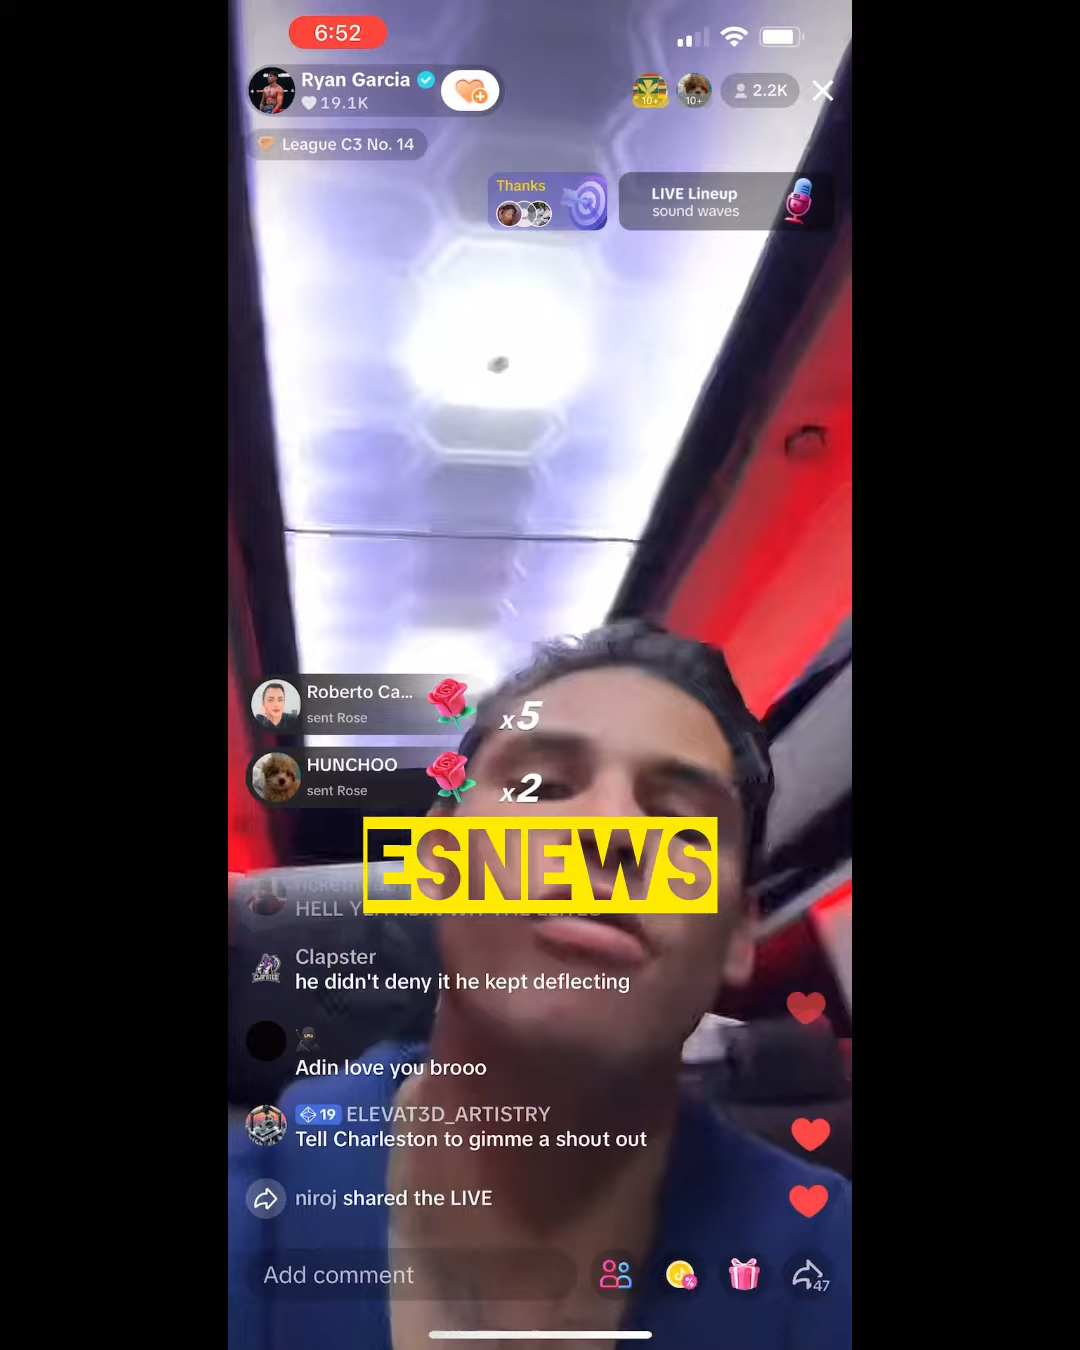 6:52
Ryan Garcia
19.1K
10+
10+
2.2K
League C3 No. 14
Thanks
LIVE Lineup
sound waves
Roberto Ca...
sent Rose
x5
HUNCHOO
sent Rose
x2
ESNEWS
HELL
Clapster
he didn't deny it he kept deflecting
Adin love you brooo
19 ELEVAT3D_ARTISTRY
Tell Charleston to gimme a shout out
niroj shared the LIVE
Add comment
47